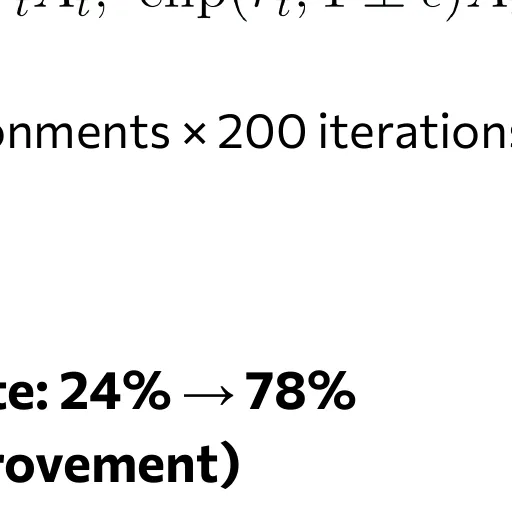 onments × 200 iterations
te: 24% → 78%
rovement)